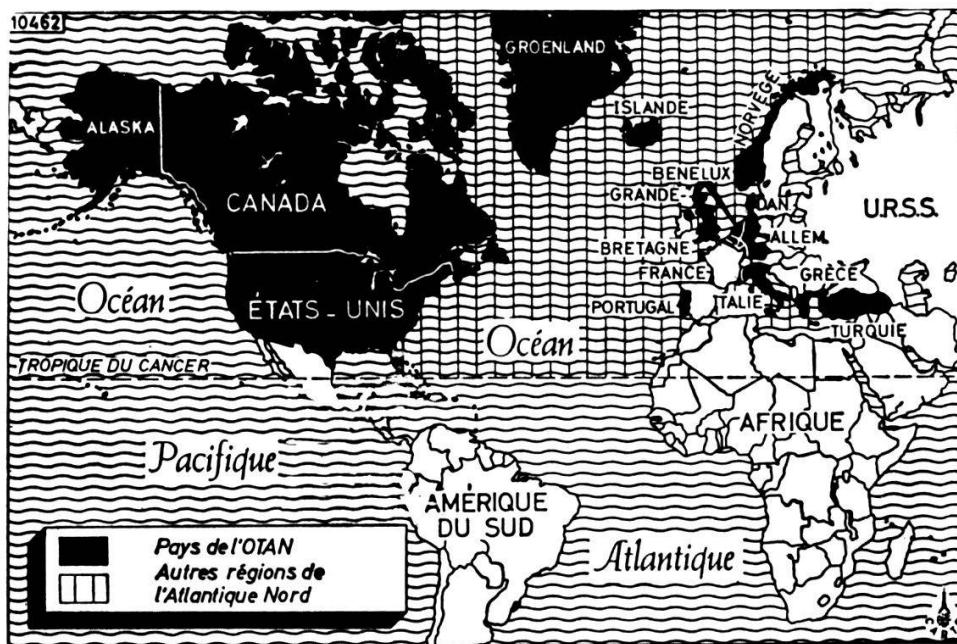 10462
GROENLAND
ISLANDE
NORVÈGE
ALASKA
CANADA
BENELUX
GRANDE-
BRETAGNE
DAN.
ALLEM.
U.R.S.S.
FRANCE
GRÈCE
PORTUGAL
ITALIE
TURQUIE
ÉTATS-UNIS
Océan
Océan
TROPIQUE DU CANCER
Pacifique
AFRIQUE
AMÉRIQUE
DU SUD
Atlantique
Pays de l'OTAN
Autres régions de
l'Atlantique Nord